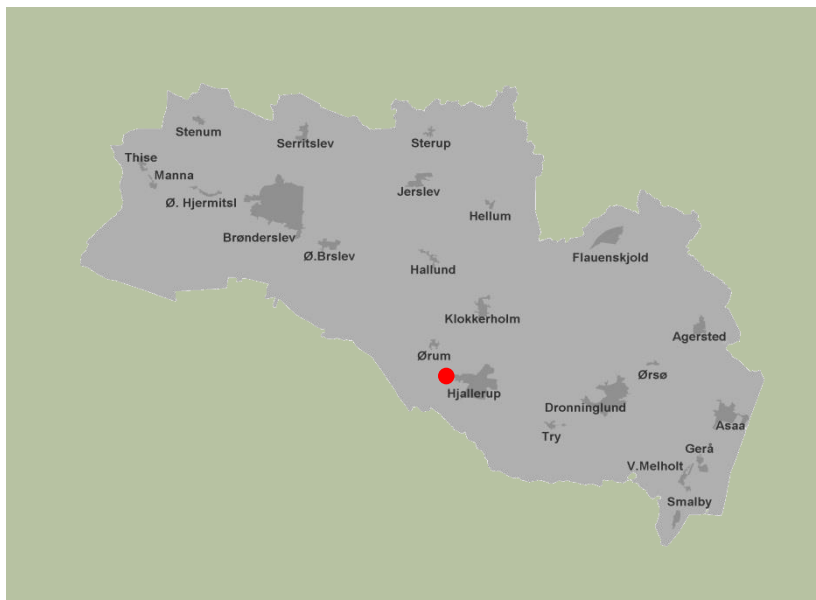 Stenum
Serritslev
Sterup
Thise
Manna
Jerslev
Ø. Hjermitsl
Hellum
Brønderslev
Ø.Brslev
Hallund
Flauenskjold
Klokkerholm
Agersted
Ørum
Ørsø
Hjallerup
Dronninglund
Asaa
Try
Gerå
V.Melholt
Smalby